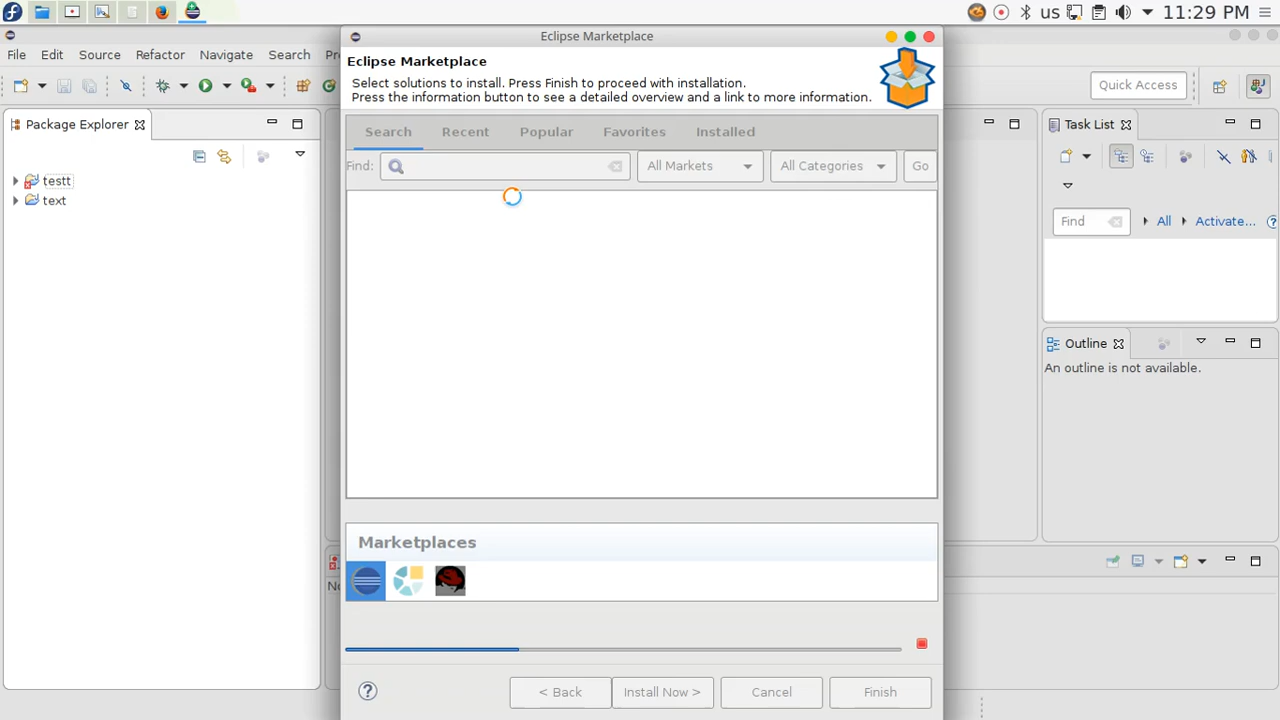 us
11:29 PM
Eclipse Marketplace
File Edit Source Refactor Navigate Search
Quick Access
Eclipse Marketplace
Select solutions to install. Press Finish to proceed with installation.
Press the information button to see a detailed overview and a link to more information.
Package Explorer
testt
text
Search Recent Popular Favorites Installed
Find: All Markets All Categories Go
Marketplaces
< Back Install Now > Cancel Finish
Task List
Find All Activate...
Outline
An outline is not available.